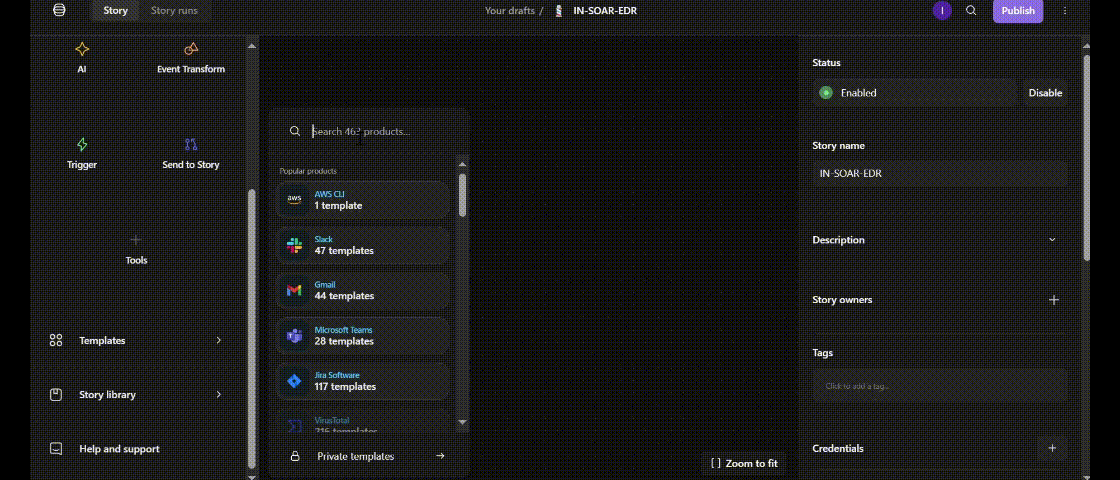 Story
Story runs
Your drafts /
IN-SOAR-EDR
I
Publish
AI
Event Transform
Trigger
Send to Story
Tools
Templates
Story library
Help and support
Search 462 products...
Popular products
aws
AWS CLI
1 template
Slack
47 templates
Gmail
44 templates
Microsoft Teams
28 templates
Jira Software
117 templates
VirusTotal
templates
Private templates
Zoom to fit
Status
Enabled
Disable
Story name
IN-SOAR-EDR
Description
Story owners
Tags
Click to add a tag...
Credentials